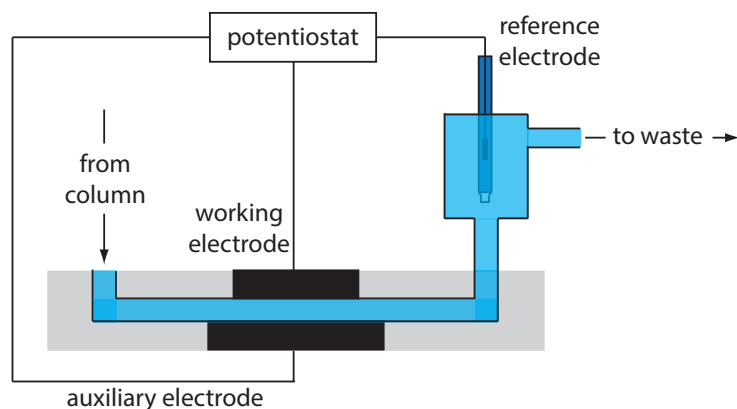 potentiostat
reference
electrode
to waste
from
column
working
electrode
auxiliary electrode